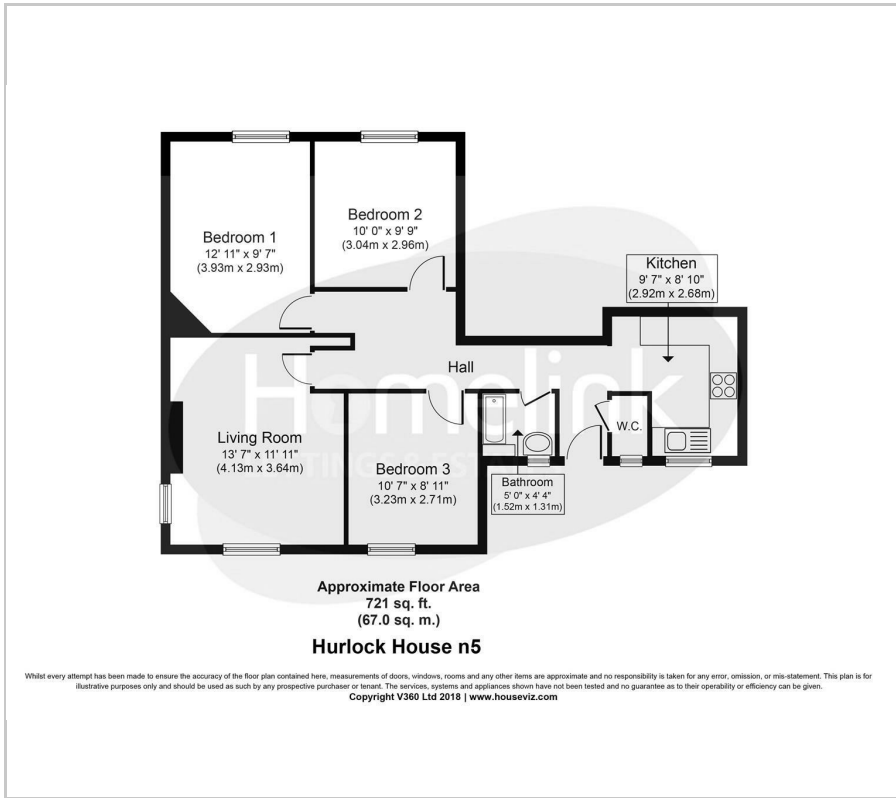 Bedroom 1
12' 11" x 9' 7"
(3.93m x 2.93m)
Bedroom 2
10' 0" x 9' 9"
(3.04m x 2.96m)
Kitchen
9' 7" x 8' 10"
(2.92m x 2.68m)
Hall
Homelink
LETTINGS & ESTA
Living Room
13' 7" x 11' 11"
(4.13m x 3.64m)
Bedroom 3
10' 7" x 8' 11"
(3.23m x 2.71m)
W.C.
Bathroom
5' 0" x 4' 4"
(1.52m x 1.31m)
Approximate Floor Area
721 sq. ft.
(67.0 sq. m.)
Hurlock House n5
Whilst every attempt has been made to ensure the accuracy of the floor plan contained here, measurements of doors, windows, rooms and any other items are approximate and no responsibility is taken for any error, omission, or mis-statement. This plan is for
illustrative purposes only and should be used as such by any prospective purchaser or tenant. The services, systems and appliances shown have not been tested and no guarantee as to their operability or efficiency can be given.
Copyright V360 Ltd 2018 | www.houseviz.com